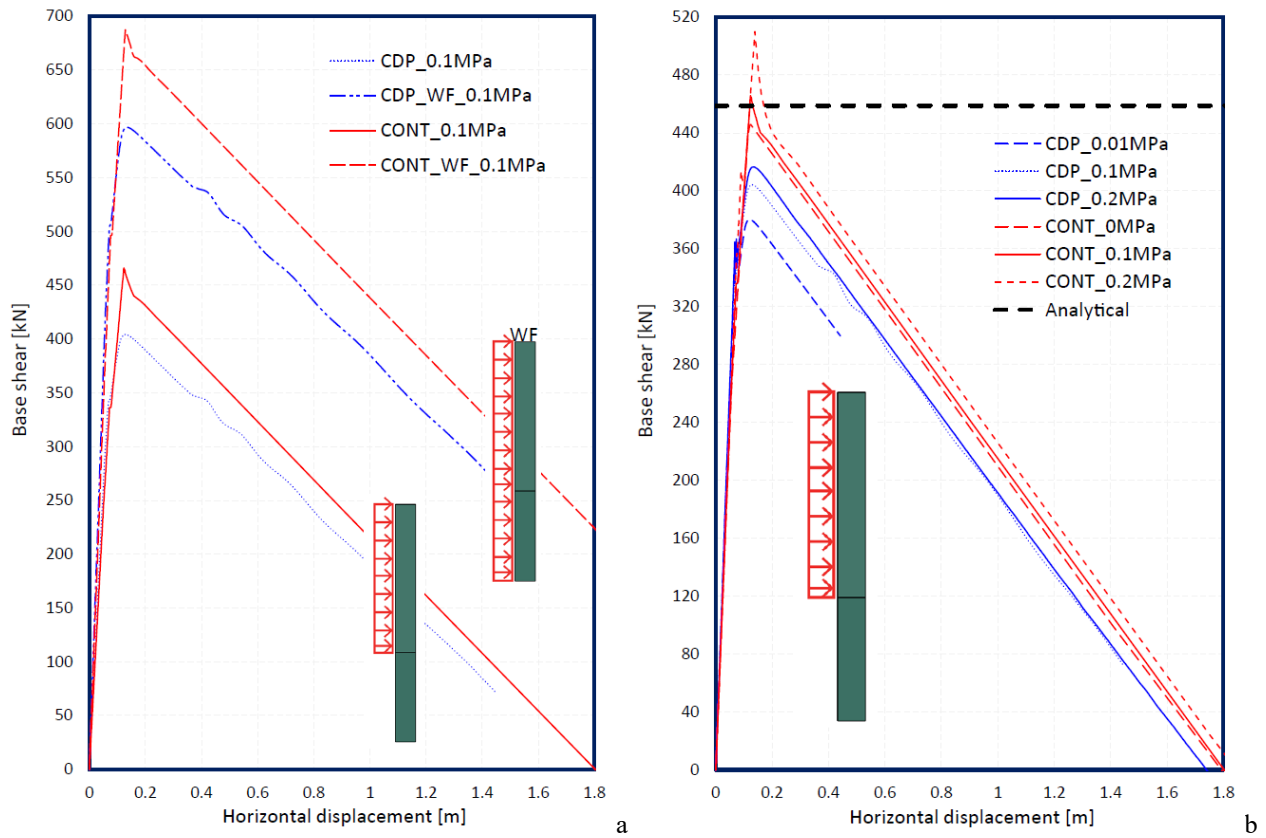 700
650
600
550
500
450
400
350
300
250
200
150
100
50
0
Base shear [kN]
CDP_0.1MPa
CDP_WF_0.1MPa
CONT_0.1MPa
CONT_WF_0.1MPa
WF
0 0.2 0.4 0.6 0.8 1 1.2 1.4 1.6 1.8
Horizontal displacement [m]
a
520
480
440
400
360
320
280
240
200
160
120
80
40
0
Base shear [kN]
CDP_0.01MPa
CDP_0.1MPa
CDP_0.2MPa
CONT_0MPa
CONT_0.1MPa
CONT_0.2MPa
Analytical
0 0.2 0.4 0.6 0.8 1 1.2 1.4 1.6 1.8
Horizontal displacement [m]
b